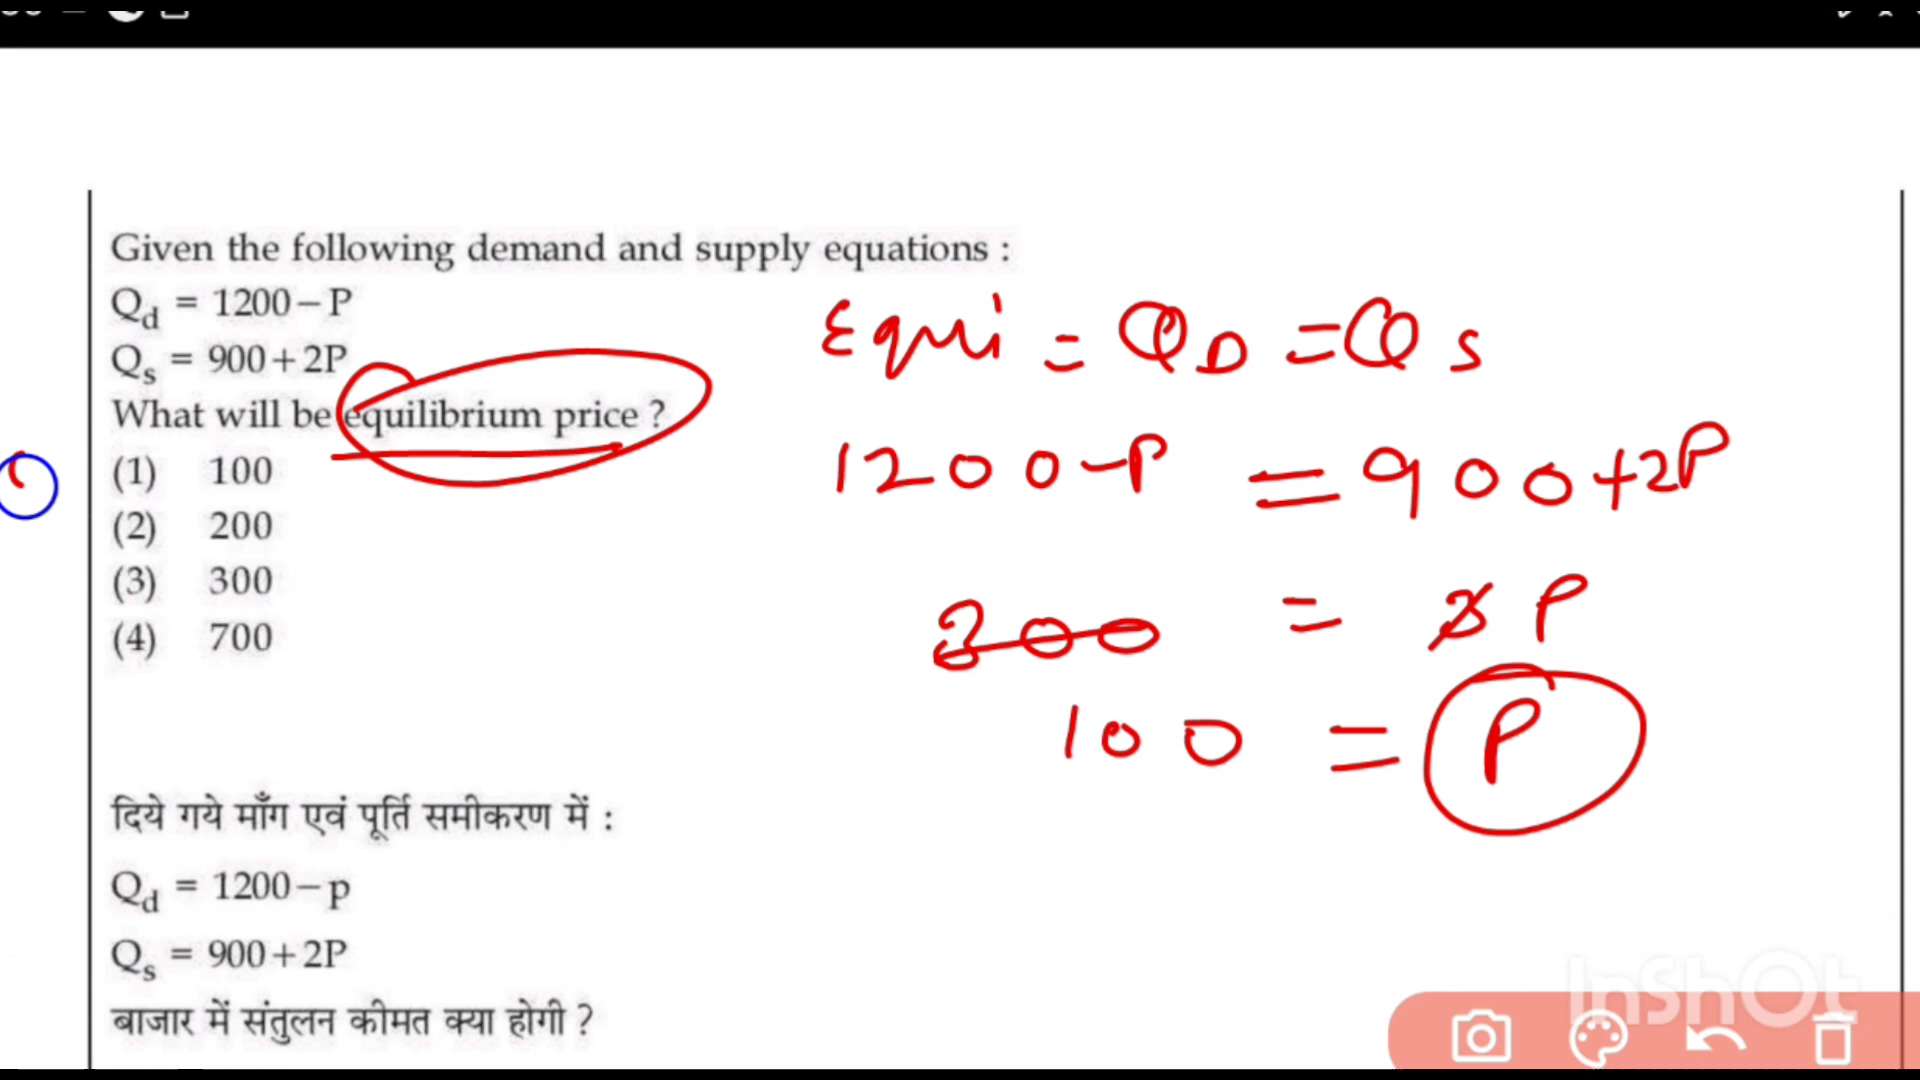 Given the following demand and supply equations :
Qd = 1200 – P
Qs = 900 + 2P
What will be equilibrium price ?
(1) 100
(2) 200
(3) 300
(4) 700
Equi = QD = QS
1200 – P = 900 + 2P
300 = 3P
100 = P
दिये गये माँग एवं पूर्ति समीकरण में :
Qd = 1200 – p
Qs = 900 + 2P
बाजार में संतुलन कीमत क्या होगी ?
InShOt